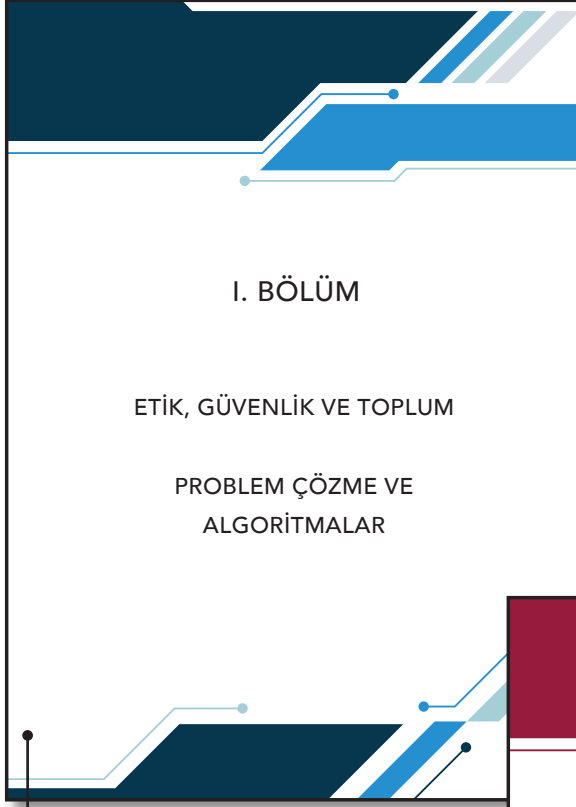 I. BÖLÜM
ETİK, GÜVENLİK VE TOPLUM
PROBLEM ÇÖZME VE
ALGORİTMALAR